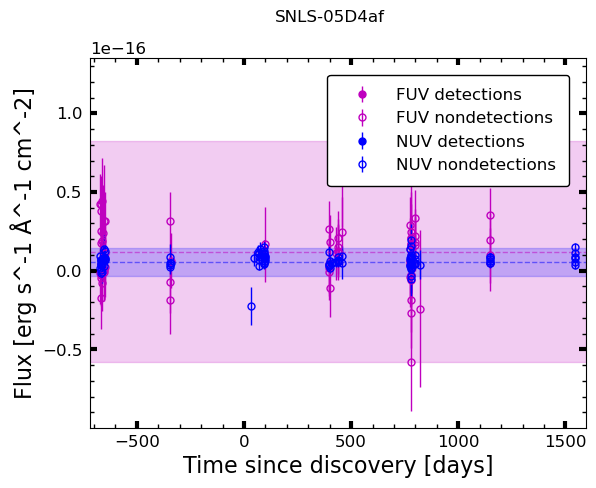 SNLS-05D4af
1e−16
FUV detections
FUV nondetections
NUV detections
NUV nondetections
1.0
0.5
0.0
−0.5
Flux [erg s^-1 Å^-1 cm^-2]
−500
0
500
1000
1500
Time since discovery [days]